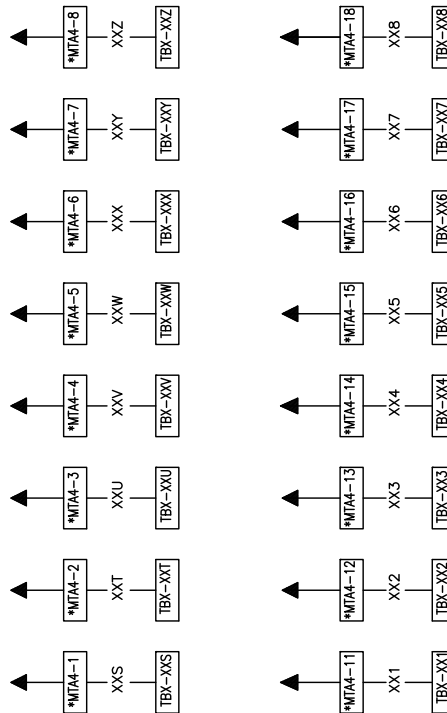 *MTA4-8
XXZ
TBX-XXZ
*MTA4-18
XX8
TBX-XX8
*MTA4-7
XXY
TBX-XXY
*MTA4-17
XX7
TBX-XX7
*MTA4-6
XXX
TBX-XXX
*MTA4-16
XX6
TBX-XX6
*MTA4-5
XXW
TBX-XXW
*MTA4-15
XX5
TBX-XX5
*MTA4-4
XXV
TBX-XXV
*MTA4-14
XX4
TBX-XX4
*MTA4-3
XXU
TBX-XXU
*MTA4-13
XX3
TBX-XX3
*MTA4-2
XXT
TBX-XXT
*MTA4-12
XX2
TBX-XX2
*MTA4-1
XXS
TBX-XXS
*MTA4-11
XX1
TBX-XX1